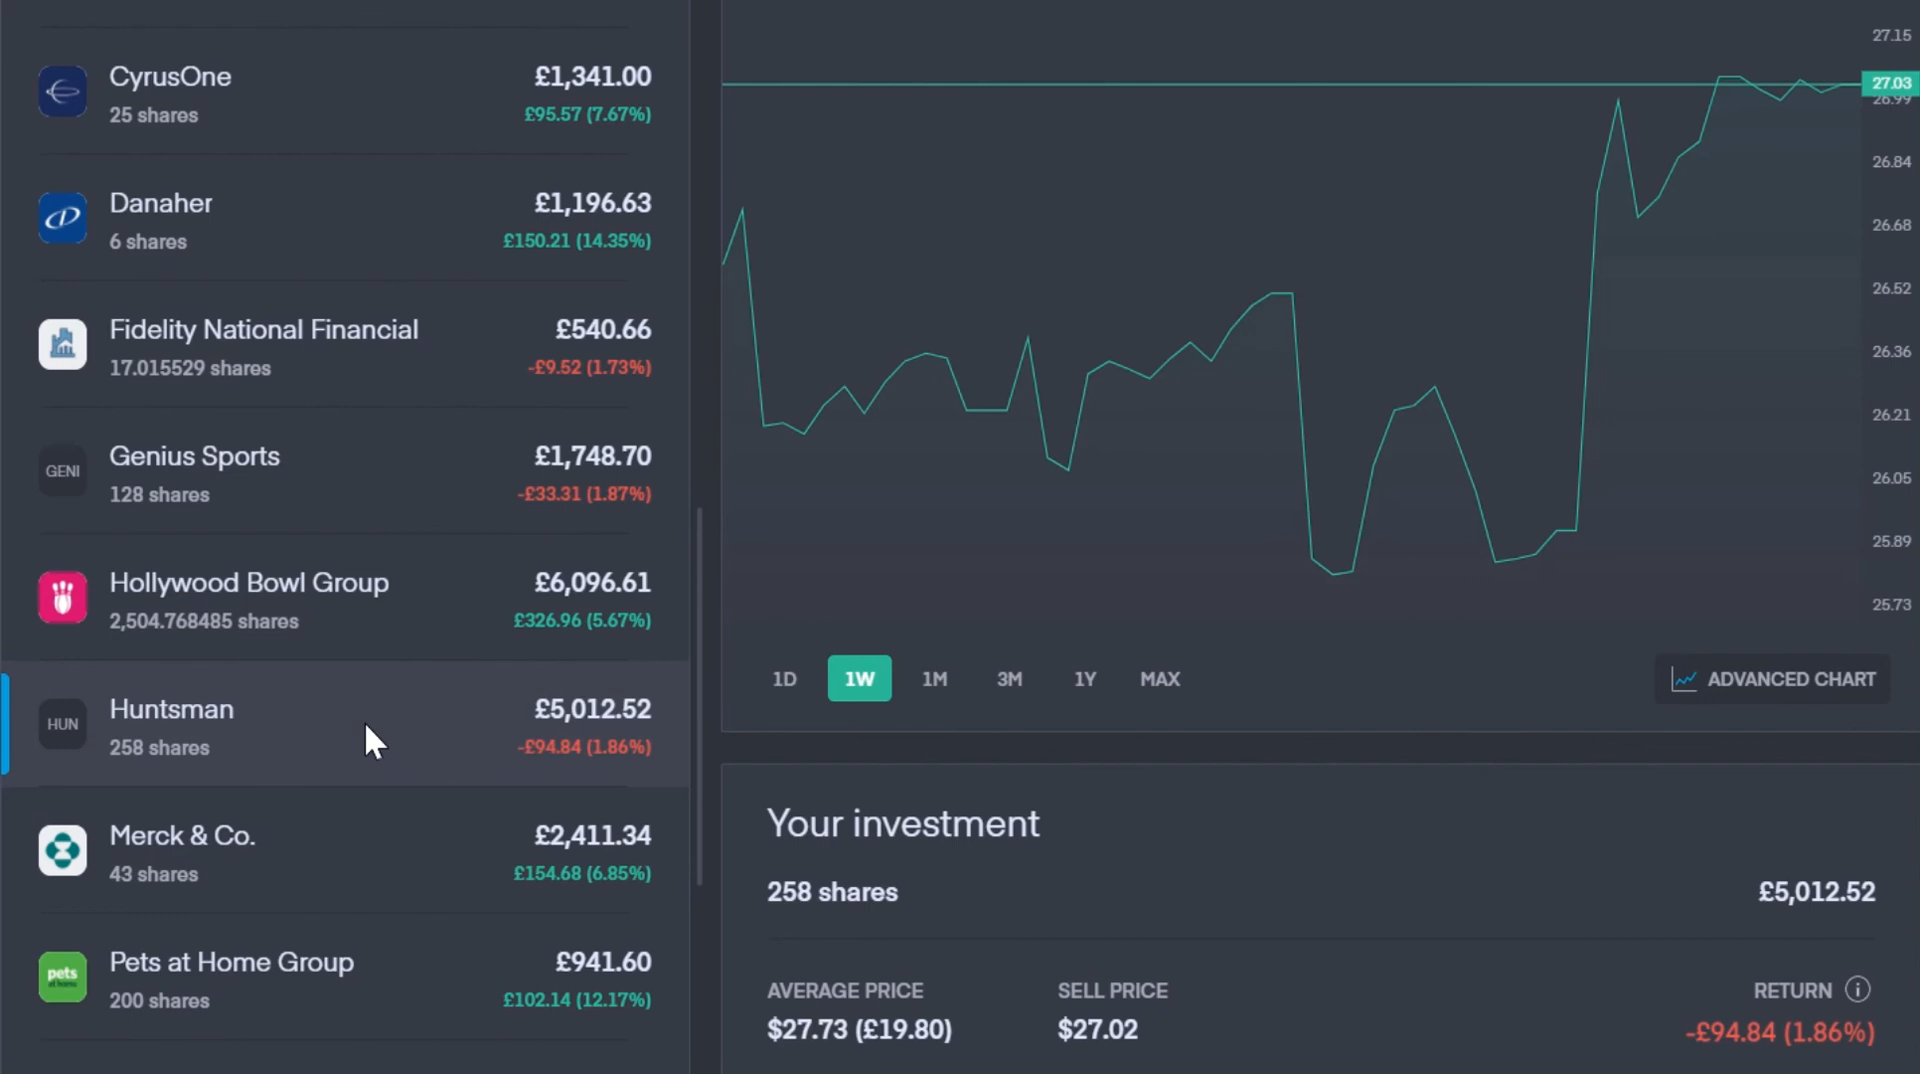 CyrusOne
£1,341.00
25 shares
£95.57 (7.67%)
Danaher
£1,196.63
6 shares
£150.21 (14.35%)
Fidelity National Financial
£540.66
17.015529 shares
-£9.52 (1.73%)
GENI
Genius Sports
£1,748.70
128 shares
-£33.31 (1.87%)
Hollywood Bowl Group
£6,096.61
2,504.768485 shares
£326.96 (5.67%)
HUN
Huntsman
£5,012.52
258 shares
-£94.84 (1.86%)
Merck & Co.
£2,411.34
43 shares
£154.68 (6.85%)
pets
at home
Pets at Home Group
£941.60
200 shares
£102.14 (12.17%)
27.15
27.03
26.99
26.84
26.68
26.52
26.36
26.21
26.05
25.89
25.73
1D 1W 1M 3M 1Y MAX
ADVANCED CHART
Your investment
258 shares
£5,012.52
AVERAGE PRICE
$27.73 (£19.80)
SELL PRICE
$27.02
RETURN i
-£94.84 (1.86%)